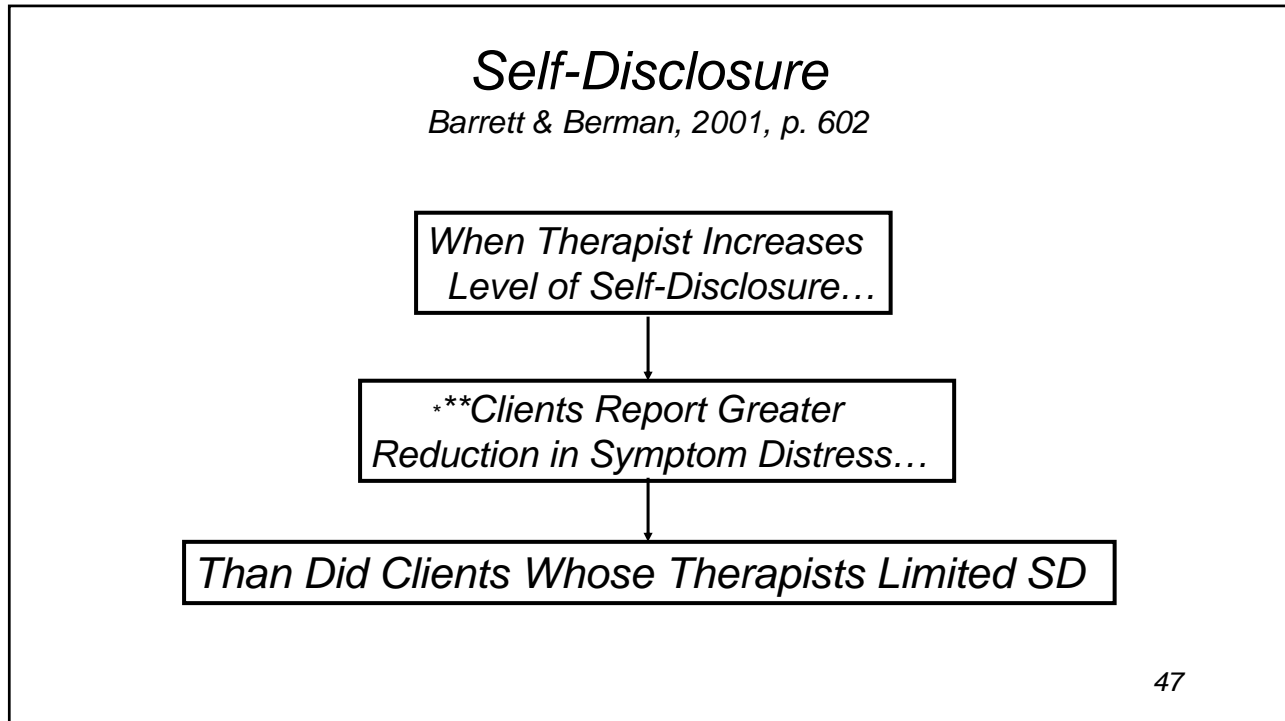 Self-Disclosure
Barrett & Berman, 2001, p. 602
When Therapist Increases
Level of Self-Disclosure…
***Clients Report Greater
Reduction in Symptom Distress…
Than Did Clients Whose Therapists Limited SD
47